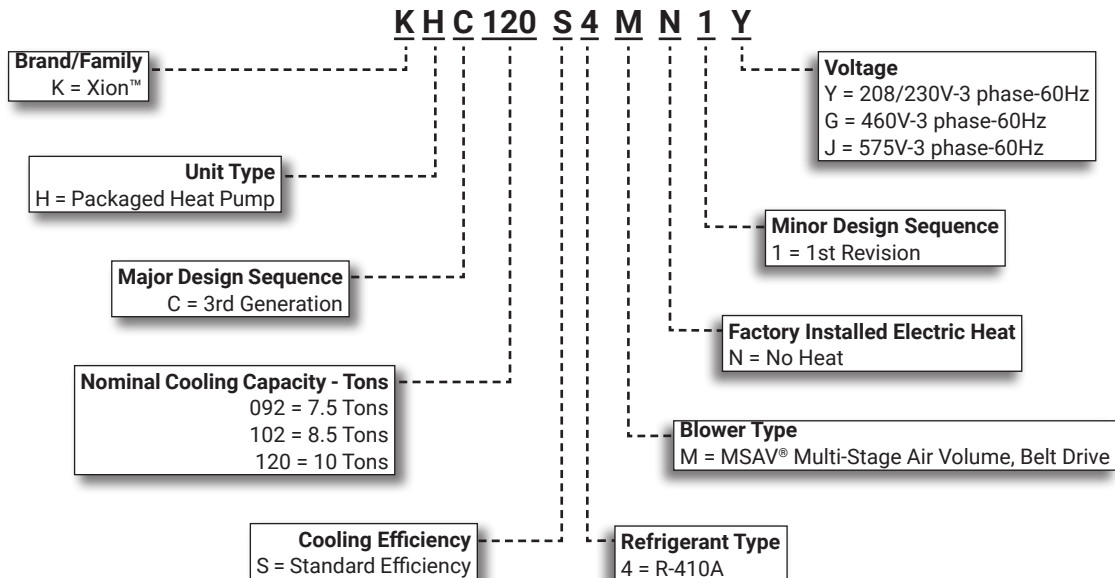 K H C 120 S 4 M N 1 Y
Brand/Family
K = Xion™
Voltage
Y = 208/230V-3 phase-60Hz
G = 460V-3 phase-60Hz
J = 575V-3 phase-60Hz
Unit Type
H = Packaged Heat Pump
Minor Design Sequence
1 = 1st Revision
Major Design Sequence
C = 3rd Generation
Factory Installed Electric Heat
N = No Heat
Nominal Cooling Capacity - Tons
092 = 7.5 Tons
102 = 8.5 Tons
120 = 10 Tons
Blower Type
M = MSAV® Multi-Stage Air Volume, Belt Drive
Cooling Efficiency
S = Standard Efficiency
Refrigerant Type
4 = R-410A